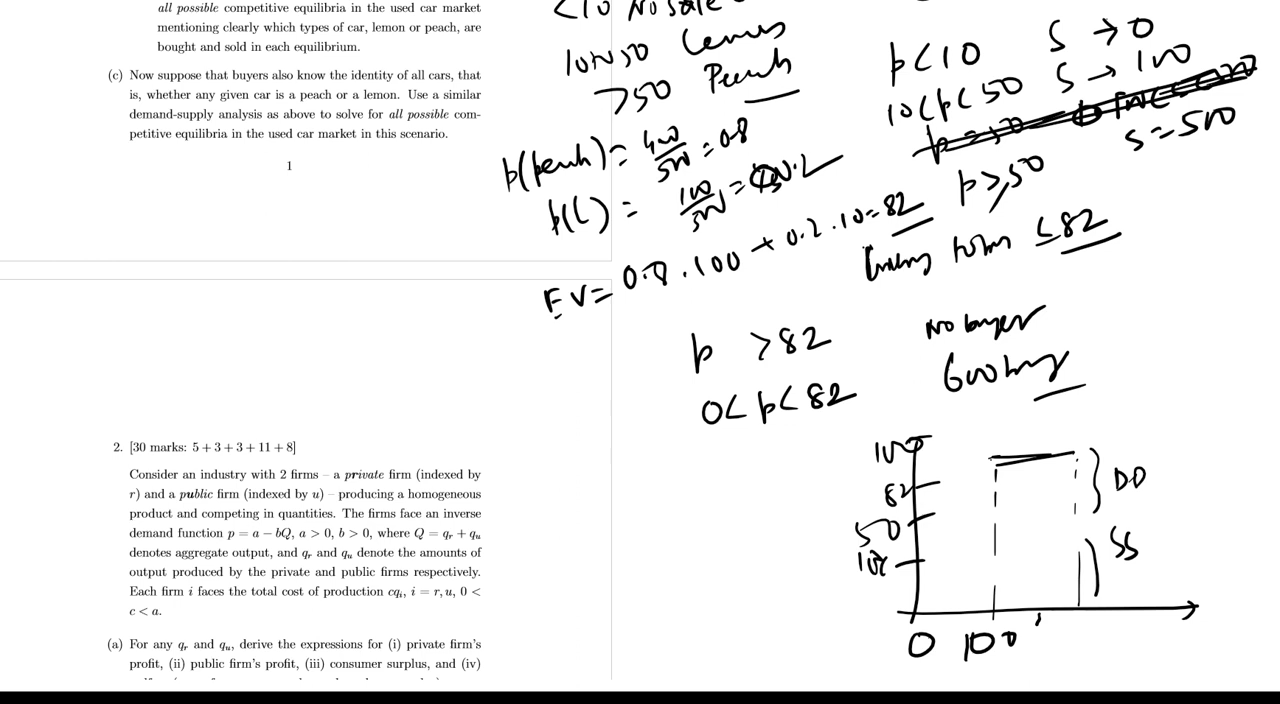 all possible competitive equilibria in the used car market
mentioning clearly which types of car, lemon or peach, are
bought and sold in each equilibrium.
(c) Now suppose that buyers also know the identity of all cars, that
is, whether any given car is a peach or a lemon. Use a similar
demand-supply analysis as above to solve for all possible com-
petitive equilibria in the used car market in this scenario.
1
2. [30 marks: 5 + 3 + 3 + 11 + 8]
Consider an industry with 2 firms – a private firm (indexed by
r) and a public firm (indexed by u) – producing a homogeneous
product and competing in quantities. The firms face an inverse
demand function p = a − bQ, a > 0, b > 0, where Q = qr + qu
denotes aggregate output, and qr and qu denote the amounts of
output produced by the private and public firms respectively.
Each firm i faces the total cost of production cqi, i = r, u, 0 <
c < a.
(a) For any qr and qu, derive the expressions for (i) private firm's
profit, (ii) public firm's profit, (iii) consumer surplus, and (iv)
<10 No sale
10 50 Lemons
>50 Peach
p(peach) = 400/500 = 0.8
p(L) = 100/500 = 0.2
EV = 0.8 . 100 + 0.2 . 10 = 82
p<10 S → 0
10<p<50 S → 100
S = 500
p ≥ 50
≤ 82
p > 82 No buyer
0 < p < 82 600 buy
100
82
50
DD
SS
0 100